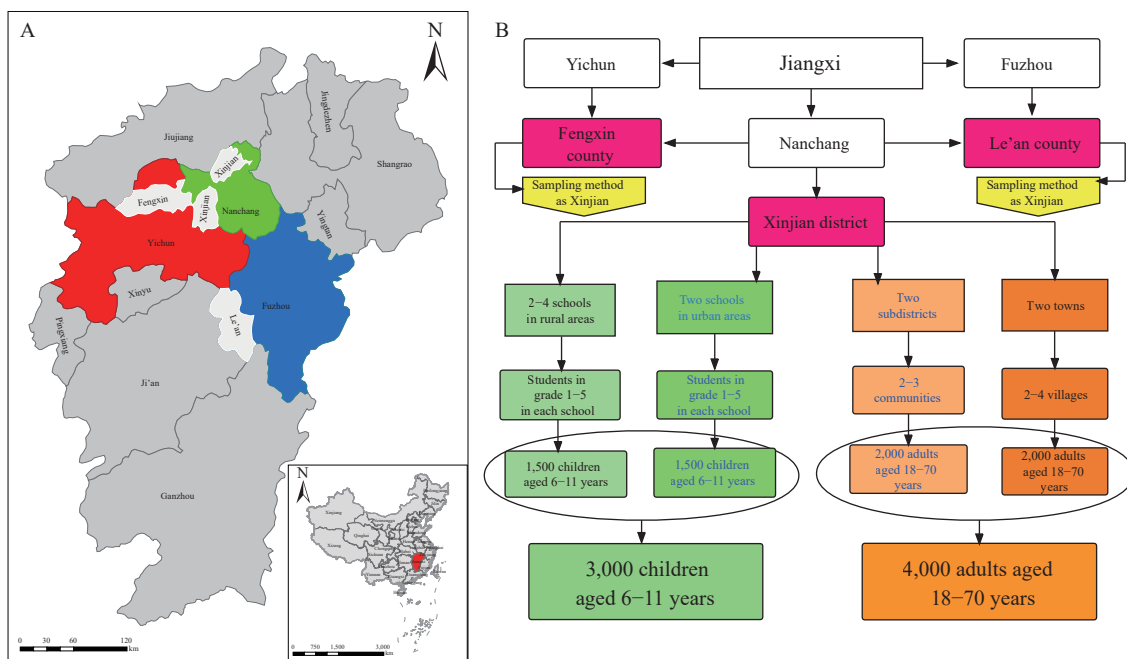 A
N
Jiujiang
Jingdezhen
Shangrao
Xinjian
Fengxin
Xinjian
Nanchang
Yingtan
Yichun
Xinyu
Fuzhou
Pingxiang
Le'an
Ji'an
Ganzhou
0 30 60 120
km
N
Xinjiang
Qinghai
Xizang
Sichuan
Yunnan
0 750 1,500 3,000
km
B
Yichun
Jiangxi
Fuzhou
Fengxin
county
Nanchang
Le'an county
Sampling method
as Xinjian
Sampling method
as Xinjian
Xinjian district
2−4 schools
in rural areas
Two schools
in urban areas
Two
subdistricts
Two towns
Students in
grade 1−5
in each school
Students in
grade 1−5
in each school
2−3
communities
2−4 villages
1,500 children
aged 6−11 years
1,500 children
aged 6−11 years
2,000 adults
aged 18−70
years
2,000 adults
aged 18−70
years
3,000 children
aged 6−11 years
4,000 adults aged
18−70 years